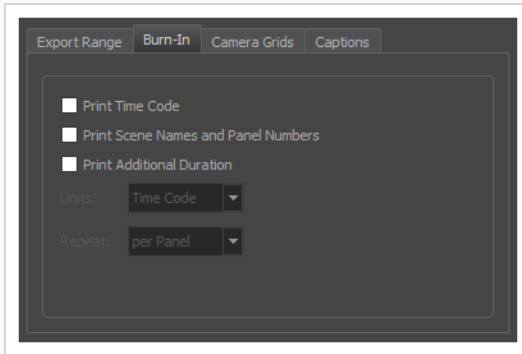 Export Range Burn-In Camera Grids Captions
Print Time Code
Print Scene Names and Panel Numbers
Print Additional Duration
Units: Time Code
Repeat: per Panel